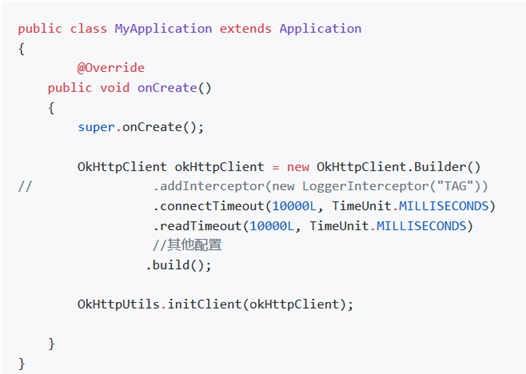 public class MyApplication extends Application
{
        @Override
    public void onCreate()
    {
        super.onCreate();

        OkHttpClient okHttpClient = new OkHttpClient.Builder()
//                .addInterceptor(new LoggerInterceptor("TAG"))
                  .connectTimeout(10000L, TimeUnit.MILLISECONDS)
                  .readTimeout(10000L, TimeUnit.MILLISECONDS)
                  //其他配置
                 .build();

        OkHttpUtils.initClient(okHttpClient);

    }
}